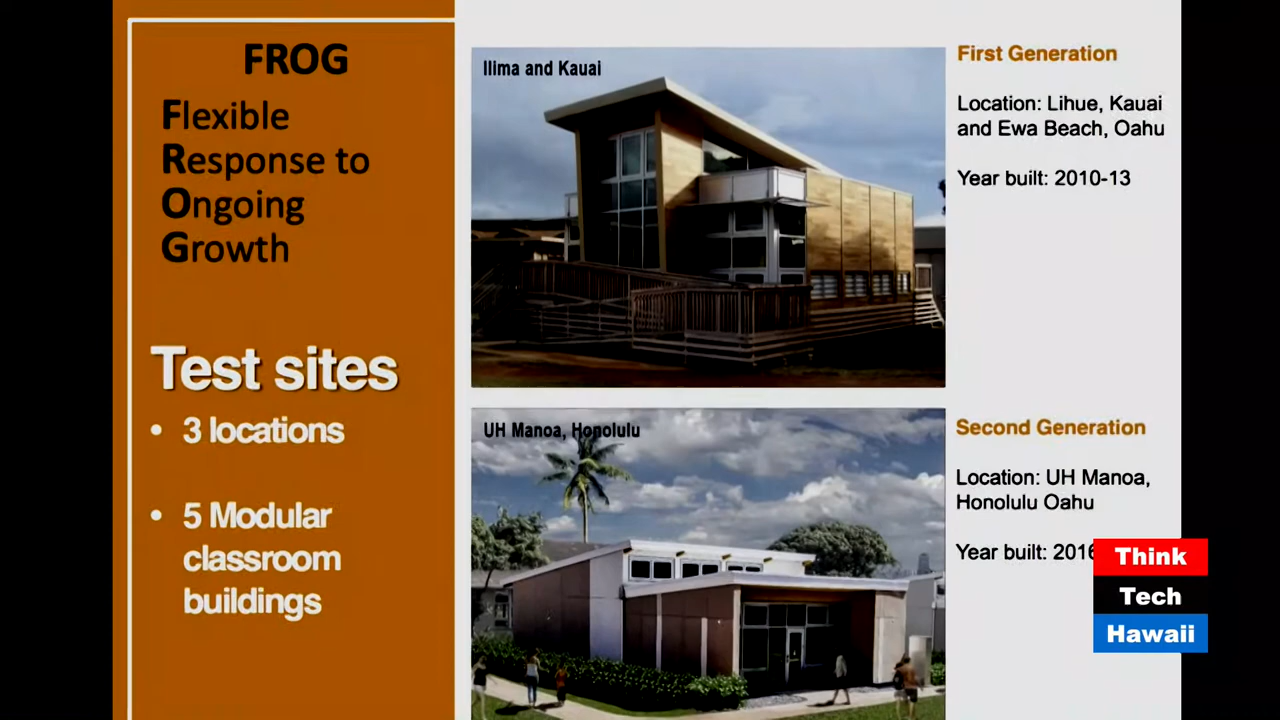 FROG
Flexible
Response to
Ongoing
Growth
Test sites
• 3 locations
• 5 Modular
classroom
buildings
Ilima and Kauai
First Generation
Location: Lihue, Kauai
and Ewa Beach, Oahu
Year built: 2010-13
UH Manoa, Honolulu
Second Generation
Location: UH Manoa,
Honolulu Oahu
Year built: 2016
Think
Tech
Hawaii